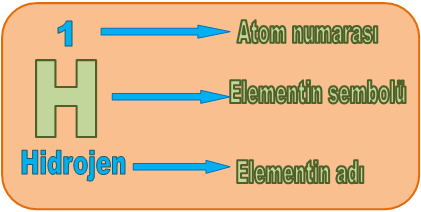 1 Atom numarası
H Elementin sembolü
Hidrojen Elementin adı